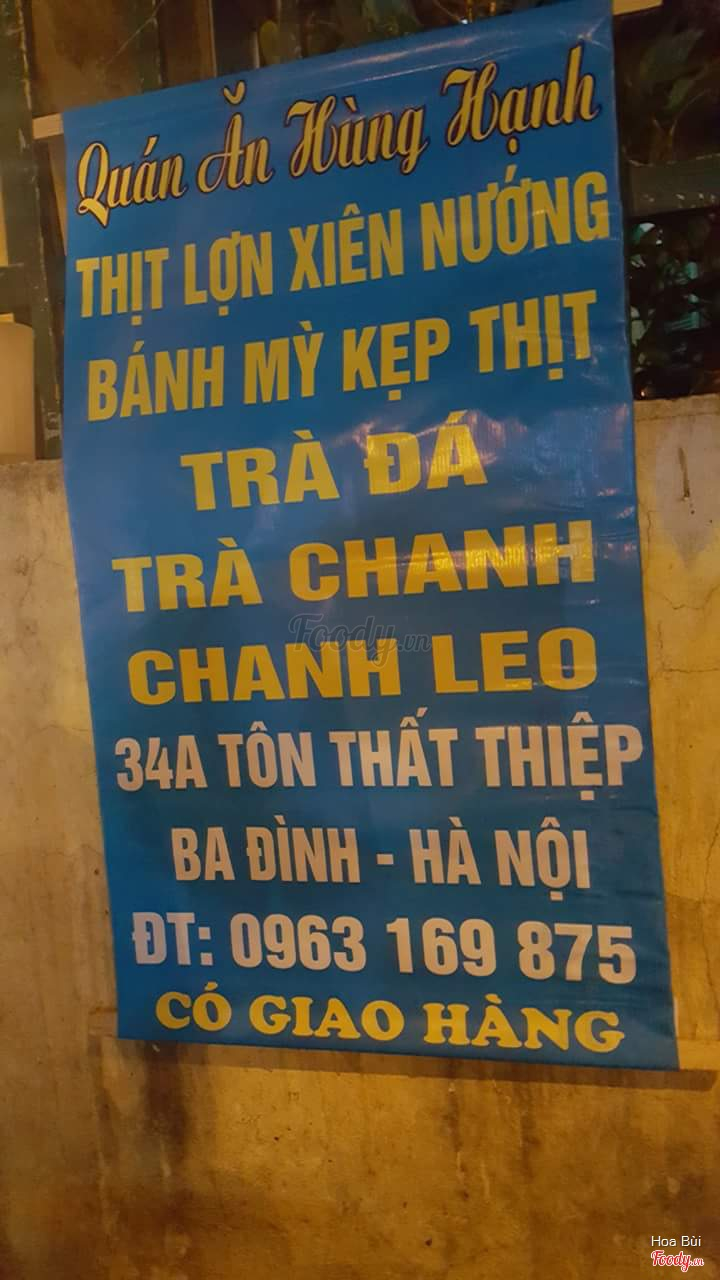 Quán Ăn Hùng Hạnh
THỊT LỢN XIÊN NƯỚNG
BÁNH MỲ KẸP THỊT
TRÀ ĐÁ
TRÀ CHANH
Foody.vn
CHANH LEO
34A TÔN THẤT THIỆP
BA ĐÌNH - HÀ NỘI
ĐT: 0963 169 875
CÓ GIAO HÀNG
Hoa Bùi
Foody.vn